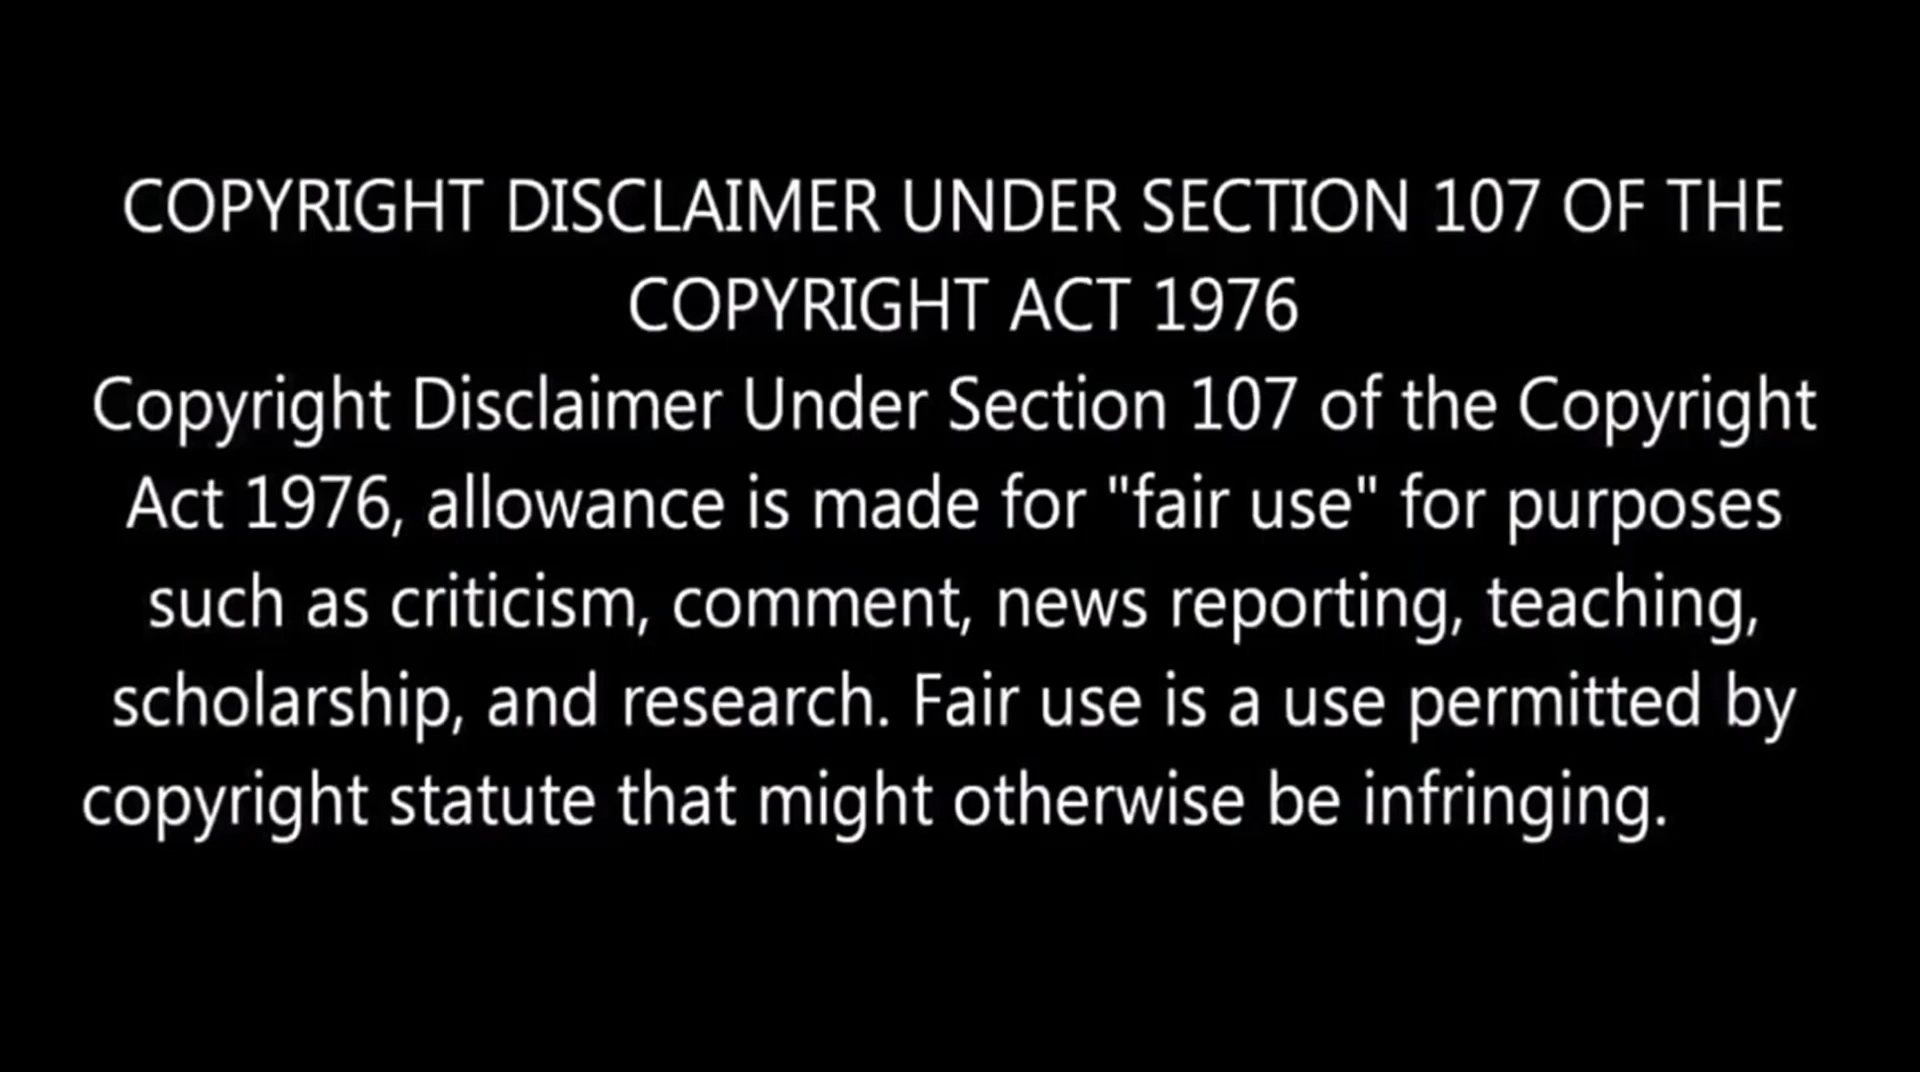 COPYRIGHT DISCLAIMER UNDER SECTION 107 OF THE
COPYRIGHT ACT 1976
Copyright Disclaimer Under Section 107 of the Copyright
Act 1976, allowance is made for "fair use" for purposes
such as criticism, comment, news reporting, teaching,
scholarship, and research. Fair use is a use permitted by
copyright statute that might otherwise be infringing.